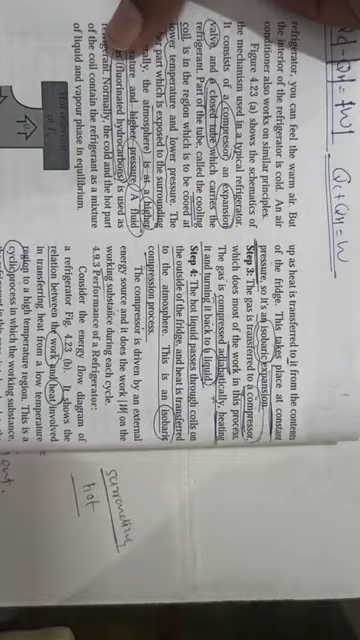 refrigerator, you can feel the warm air. But
the interior of the refrigerator is cold. An air
conditioner also works on similar principles.
Figure 4.23 (a) shows the schematics of
the mechanism used in a typical refrigerator.
It consists of a compressor, an expansion
valve, and a closed tube which carries the
refrigerant. Part of the tube, called the cooling
coil, is in the region which is to be cooled at
lower temperature and lower pressure. The
part which is exposed to the surrounding
the atmosphere) is at a higher
and higher pressure. A fluid
(fluorinated hydrocarbons) is used as
refrigerant. Normally, the cold and the hot part
of the coil contain the refrigerant as a mixture
of liquid and vapour phase in equilibrium.
Hot reservoir
up as heat is transferred to it from the contents
of the fridge. This takes place at constant
pressure, so it's an isobaric expansion.
Step 3: The gas is transferred to a compressor,
which does most of the work in this process.
The gas is compressed adiabatically, heating
it and turning it back to a liquid.
Step 4: The hot liquid passes through coils on
the outside of the fridge, and heat is transferred
to the atmosphere. This is an isobaric
compression process.
The compressor is driven by an external
energy source and it does the work |W| on the
working substance during each cycle.
4.9.3 Performance of a Refrigerator:
Consider the energy flow diagram of
a refrigerator Fig. 4.23 (b). It shows the
relation between the work and heat involved
in transferring heat from a low temperature
region to a high temperature region. This is a
cyclic process in which the working substance,
surrounding
hot